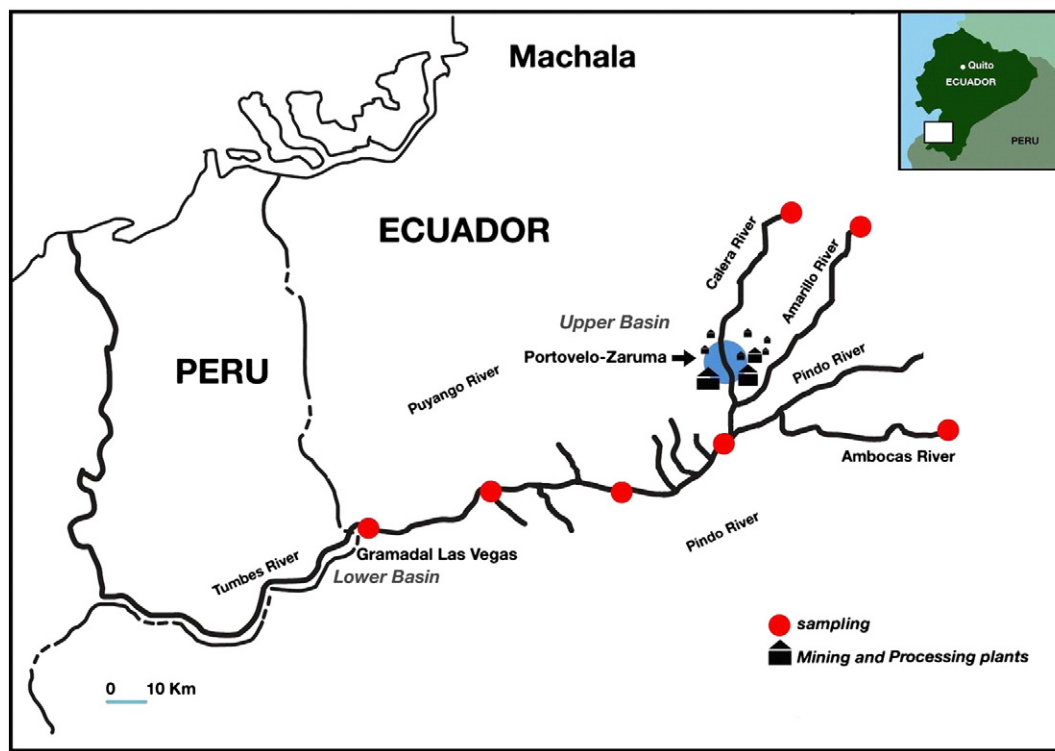 Machala
Quito
ECUADOR
PERU
ECUADOR
Calera River
Amarillo River
Upper Basin
Portovelo-Zaruma
PERU
Puyango River
Pindo River
Ambocas River
Pindo River
Gramadal Las Vegas
Tumbes River
Lower Basin
sampling
Mining and Processing plants
0 10 Km